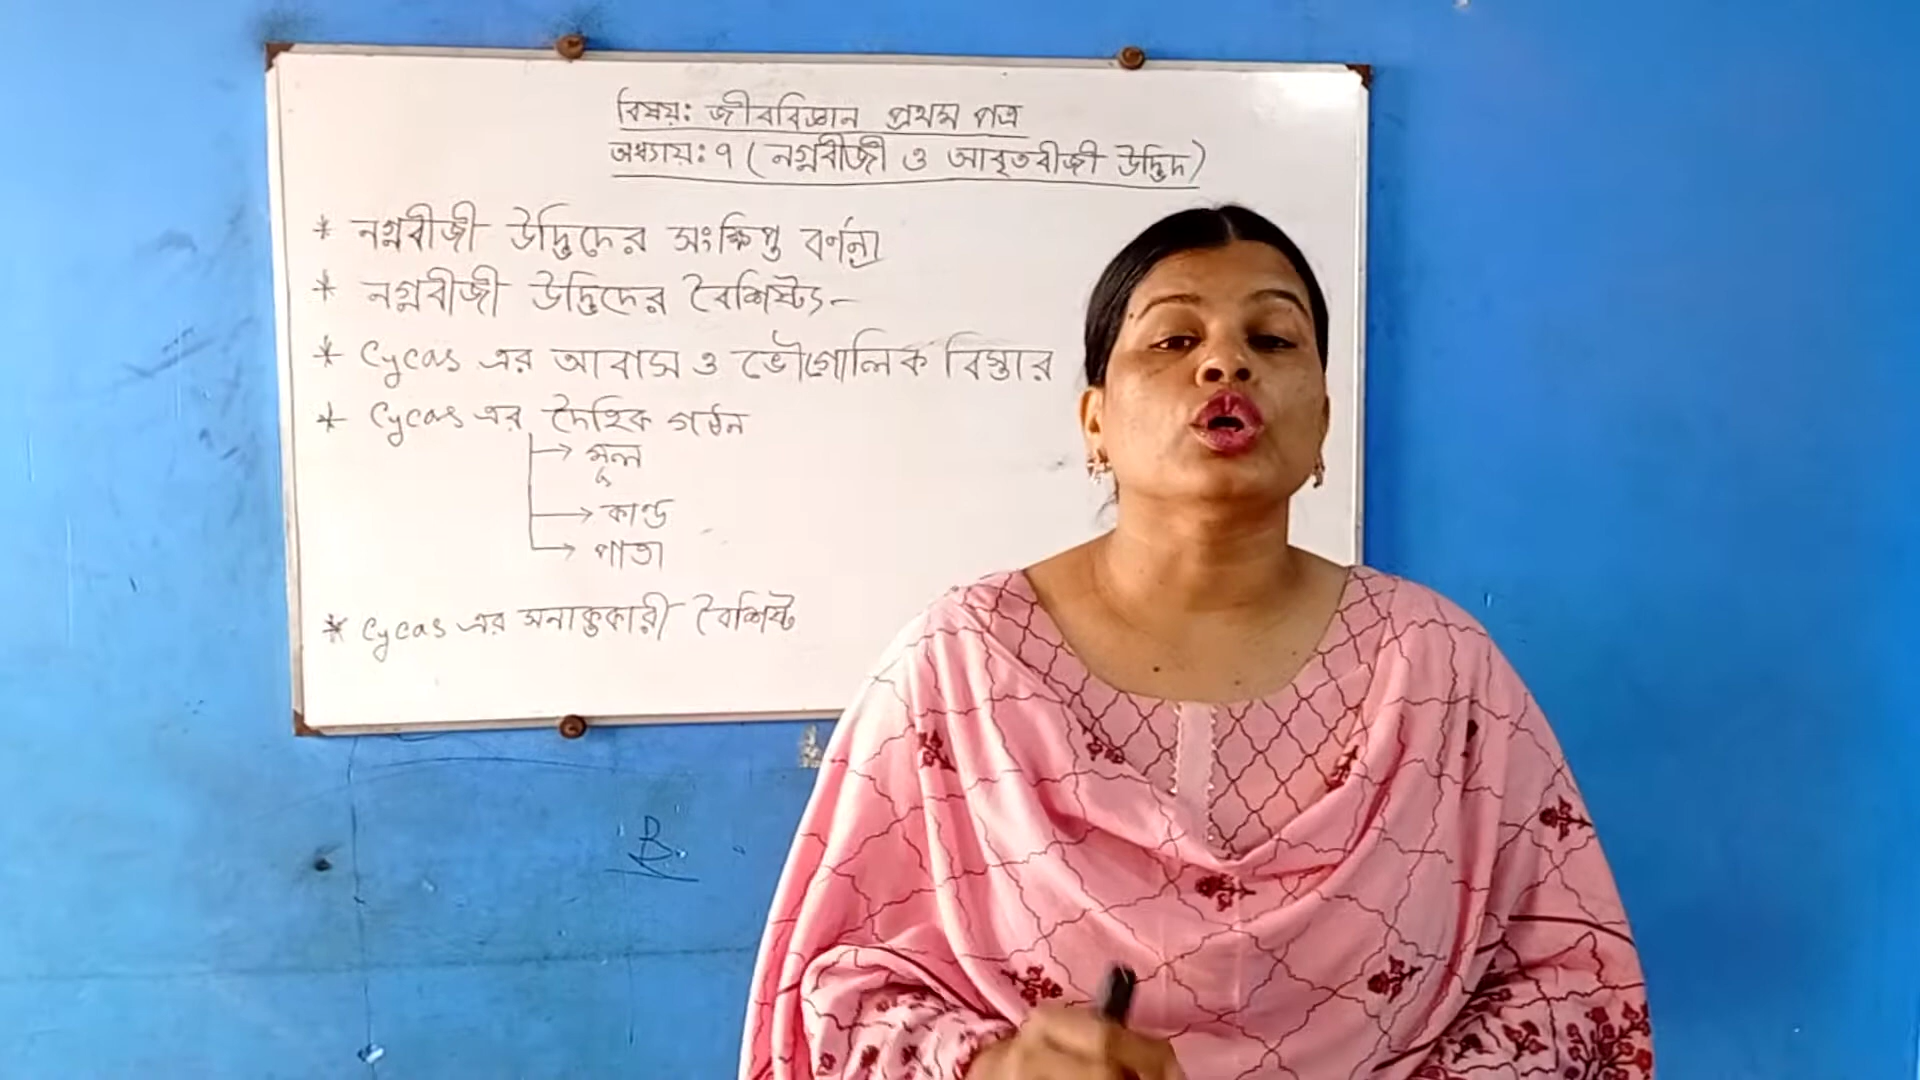 বিষয়: জীববিজ্ঞান প্রথম পত্র
অধ্যায়: ৭ (নগ্নবীজী ও আবৃতবীজী উদ্ভিদ)
* নগ্নবীজী উদ্ভিদের সংক্ষিপ্ত বর্ণনা
* নগ্নবীজী উদ্ভিদের বৈশিষ্ট্য-
* Cycas এর আবাস ও ভৌগোলিক বিস্তার
* Cycas এর দৈহিক গঠন
→ মূল
→ কাণ্ড
→ পাতা
* Cycas এর সনাক্তকারী বৈশিষ্ট
B